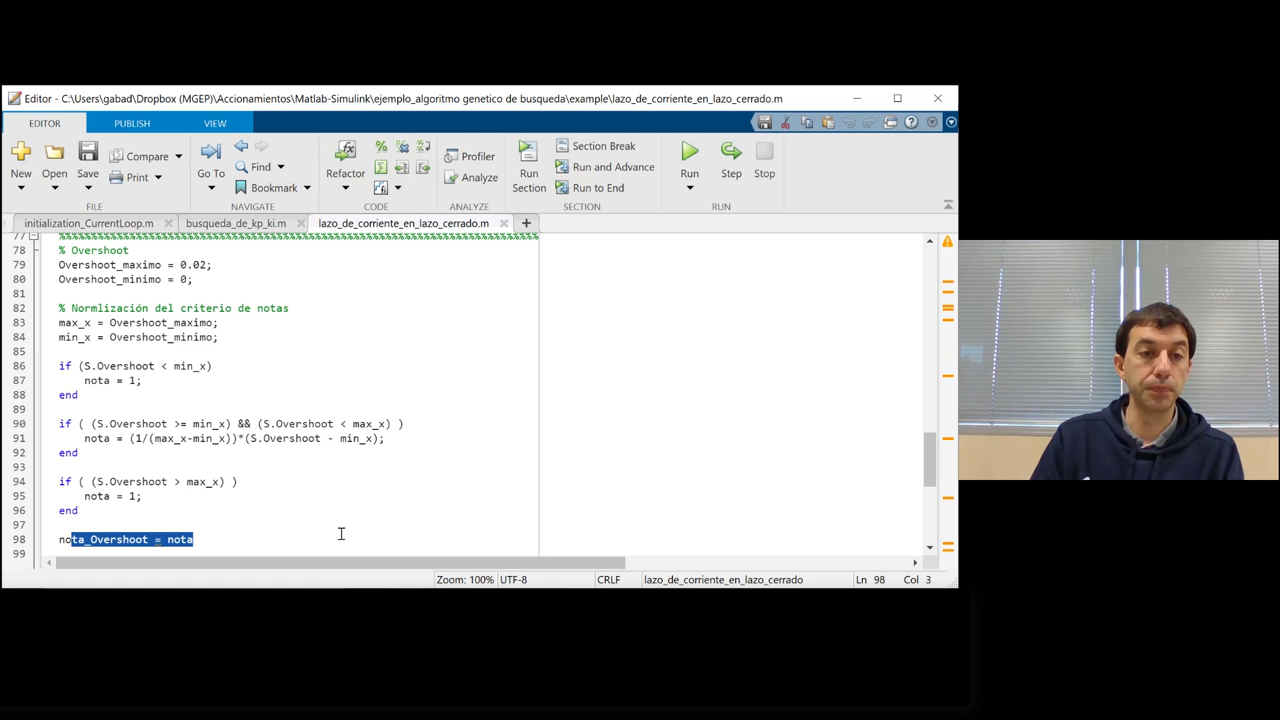 Editor - C:\Users\gabad\Dropbox (MGEP)\Accionamientos\Matlab-Simulink\ejemplo_algoritmo genetico de busqueda\example\lazo_de_corriente_en_lazo_cerrado.m
EDITOR PUBLISH VIEW
New Open Save Compare Print
Go To Find Bookmark
Refactor
Profiler Analyze
Run Section Section Break Run and Advance Run to End
Run Step Stop
FILE NAVIGATE CODE ANALYZE SECTION RUN
initialization_CurrentLoop.m busqueda_de_kp_ki.m lazo_de_corriente_en_lazo_cerrado.m
77 %%%%%%%%%%%%%%%%%%%%%%%%%%%%%%%%%%%%%%%%%%%%%%%%%%%%%%%%%%%%%%%%%%%%%%%%%%%
78 % Overshoot
79 Overshoot_maximo = 0.02;
80 Overshoot_minimo = 0;
81
82 % Normlización del criterio de notas
83 max_x = Overshoot_maximo;
84 min_x = Overshoot_minimo;
85
86 if (S.Overshoot < min_x)
87 nota = 1;
88 end
89
90 if ( (S.Overshoot >= min_x) && (S.Overshoot < max_x) )
91 nota = (1/(max_x-min_x))*(S.Overshoot - min_x);
92 end
93
94 if ( (S.Overshoot > max_x) )
95 nota = 1;
96 end
97
98 nota_Overshoot = nota
99
Zoom: 100% UTF-8 CRLF lazo_de_corriente_en_lazo_cerrado Ln 98 Col 3